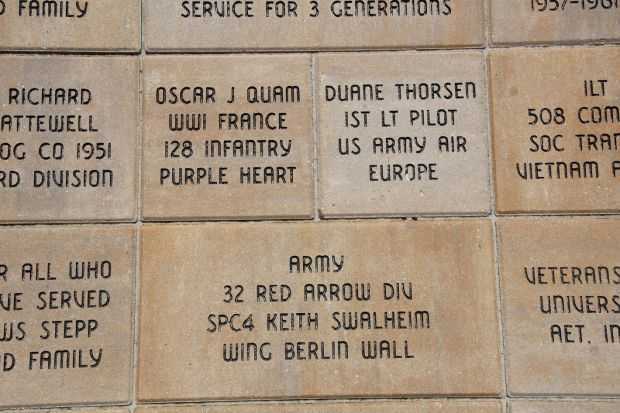 FAMILY
SERVICE FOR 3 GENERATIONS
1957-1961
RICHARD
ATTEWELL
OG CO 1951
RD DIVISION
OSCAR J QUAM
WWI FRANCE
128 INFANTRY
PURPLE HEART
DUANE THORSEN
1ST LT PILOT
US ARMY AIR
EUROPE
1LT
508 COM
SOC TRAN
VIETNAM A
R ALL WHO
VE SERVED
WS STEPP
D FAMILY
ARMY
32 RED ARROW DIV
SPC4 KEITH SWALHEIM
WING BERLIN WALL
VETERANS
UNIVERS
AET. IN